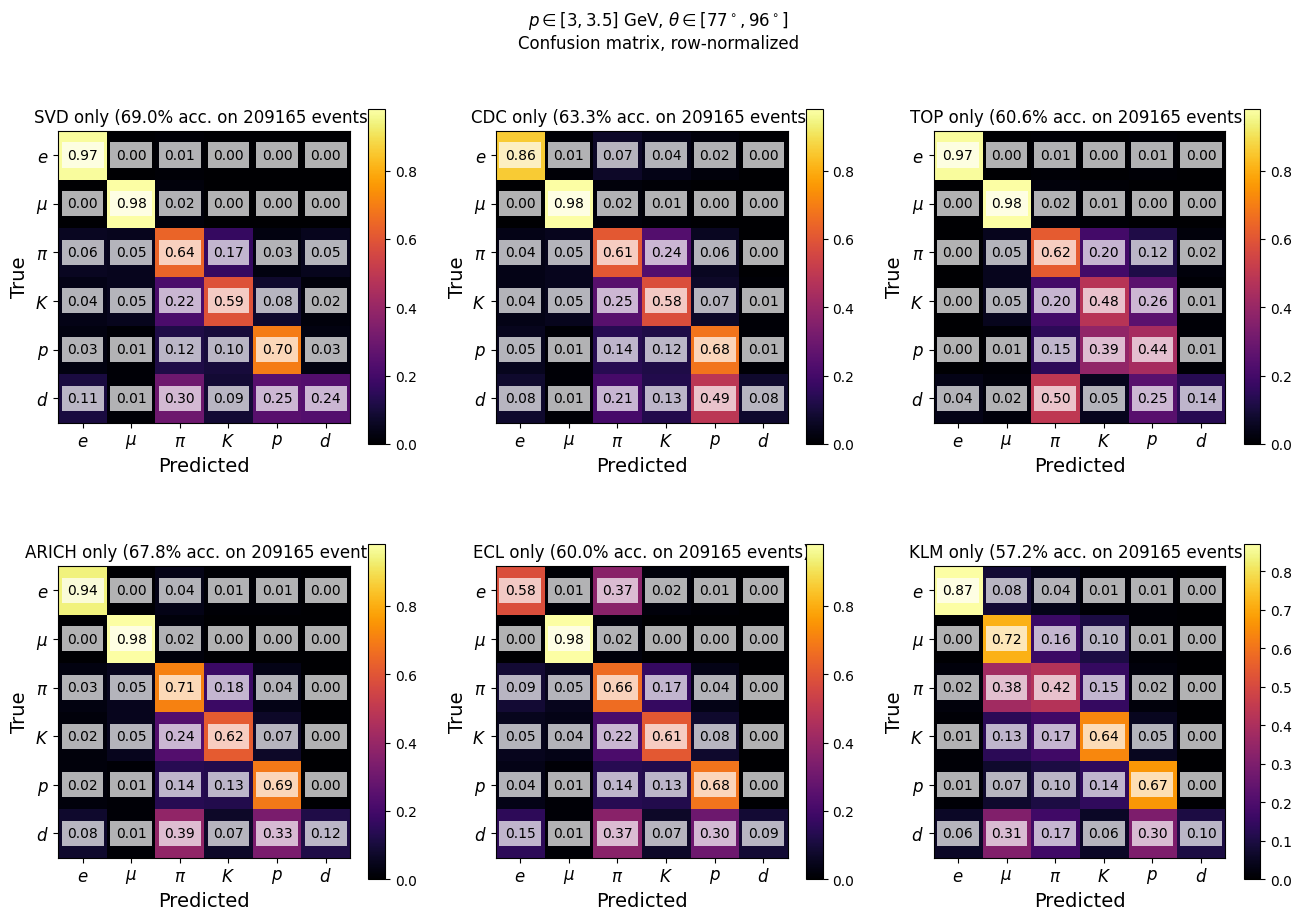 p ∈ [3, 3.5] GeV, θ ∈ [77°, 96°]
Confusion matrix, row-normalized
SVD only (69.0% acc. on 209165 events
True
e 0.97 0.00 0.01 0.00 0.00 0.00
μ 0.00 0.98 0.02 0.00 0.00 0.00
π 0.06 0.05 0.64 0.17 0.03 0.05
K 0.04 0.05 0.22 0.59 0.08 0.02
p 0.03 0.01 0.12 0.10 0.70 0.03
d 0.11 0.01 0.30 0.09 0.25 0.24
e μ π K p d
Predicted
0.8
0.6
0.4
0.2
0.0
CDC only (63.3% acc. on 209165 events
True
e 0.86 0.01 0.07 0.04 0.02 0.00
μ 0.00 0.98 0.02 0.01 0.00 0.00
π 0.04 0.05 0.61 0.24 0.06 0.00
K 0.04 0.05 0.25 0.58 0.07 0.01
p 0.05 0.01 0.14 0.12 0.68 0.01
d 0.08 0.01 0.21 0.13 0.49 0.08
e μ π K p d
Predicted
0.8
0.6
0.4
0.2
0.0
TOP only (60.6% acc. on 209165 events
True
e 0.97 0.00 0.01 0.00 0.01 0.00
μ 0.00 0.98 0.02 0.01 0.00 0.00
π 0.00 0.05 0.62 0.20 0.12 0.02
K 0.00 0.05 0.20 0.48 0.26 0.01
p 0.00 0.01 0.15 0.39 0.44 0.01
d 0.04 0.02 0.50 0.05 0.25 0.14
e μ π K p d
Predicted
0.8
0.6
0.4
0.2
0.0
ARICH only (67.8% acc. on 209165 event
True
e 0.94 0.00 0.04 0.01 0.01 0.00
μ 0.00 0.98 0.02 0.00 0.00 0.00
π 0.03 0.05 0.71 0.18 0.04 0.00
K 0.02 0.05 0.24 0.62 0.07 0.00
p 0.02 0.01 0.14 0.13 0.69 0.00
d 0.08 0.01 0.39 0.07 0.33 0.12
e μ π K p d
Predicted
0.8
0.6
0.4
0.2
0.0
ECL only (60.0% acc. on 209165 events)
True
e 0.58 0.01 0.37 0.02 0.01 0.00
μ 0.00 0.98 0.02 0.00 0.00 0.00
π 0.09 0.05 0.66 0.17 0.04 0.00
K 0.05 0.04 0.22 0.61 0.08 0.00
p 0.04 0.01 0.14 0.13 0.68 0.00
d 0.15 0.01 0.37 0.07 0.30 0.09
e μ π K p d
Predicted
0.8
0.6
0.4
0.2
0.0
KLM only (57.2% acc. on 209165 events
True
e 0.87 0.08 0.04 0.01 0.01 0.00
μ 0.00 0.72 0.16 0.10 0.01 0.00
π 0.02 0.38 0.42 0.15 0.02 0.00
K 0.01 0.13 0.17 0.64 0.05 0.00
p 0.01 0.07 0.10 0.14 0.67 0.00
d 0.06 0.31 0.17 0.06 0.30 0.10
e μ π K p d
Predicted
0.8
0.7
0.6
0.5
0.4
0.3
0.2
0.1
0.0